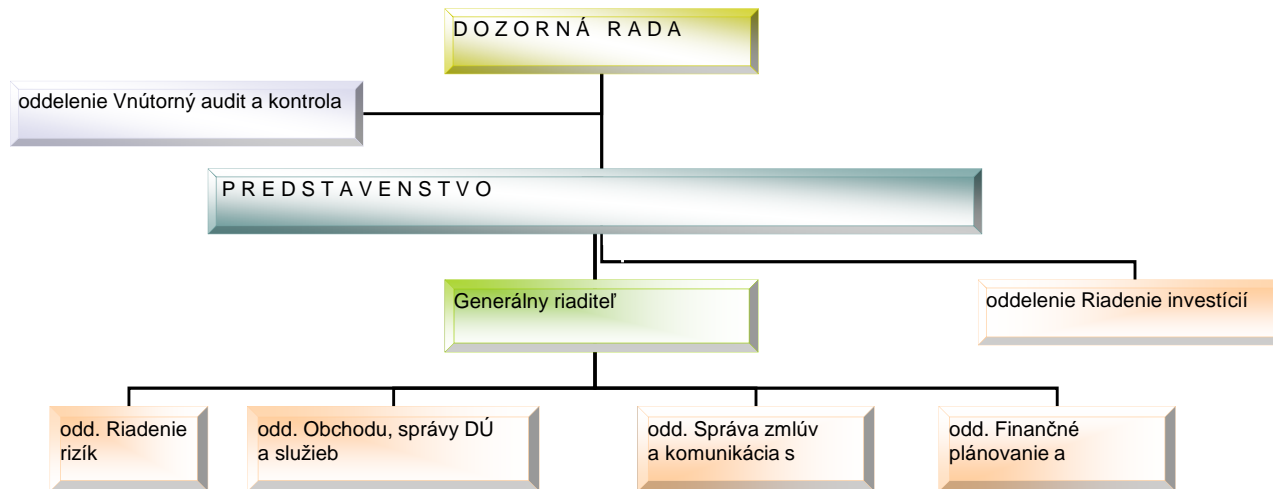 D O Z O R N Á R A D A
oddelenie Vnútorný audit a kontrola
P R E D S T A V E N S T V O
Generálny riaditeľ
oddelenie Riadenie investícií
odd. Riadenie
rizík
odd. Obchodu, správy DÚ
a služieb
odd. Správa zmlúv
a komunikácia s
odd. Finančné
plánovanie a